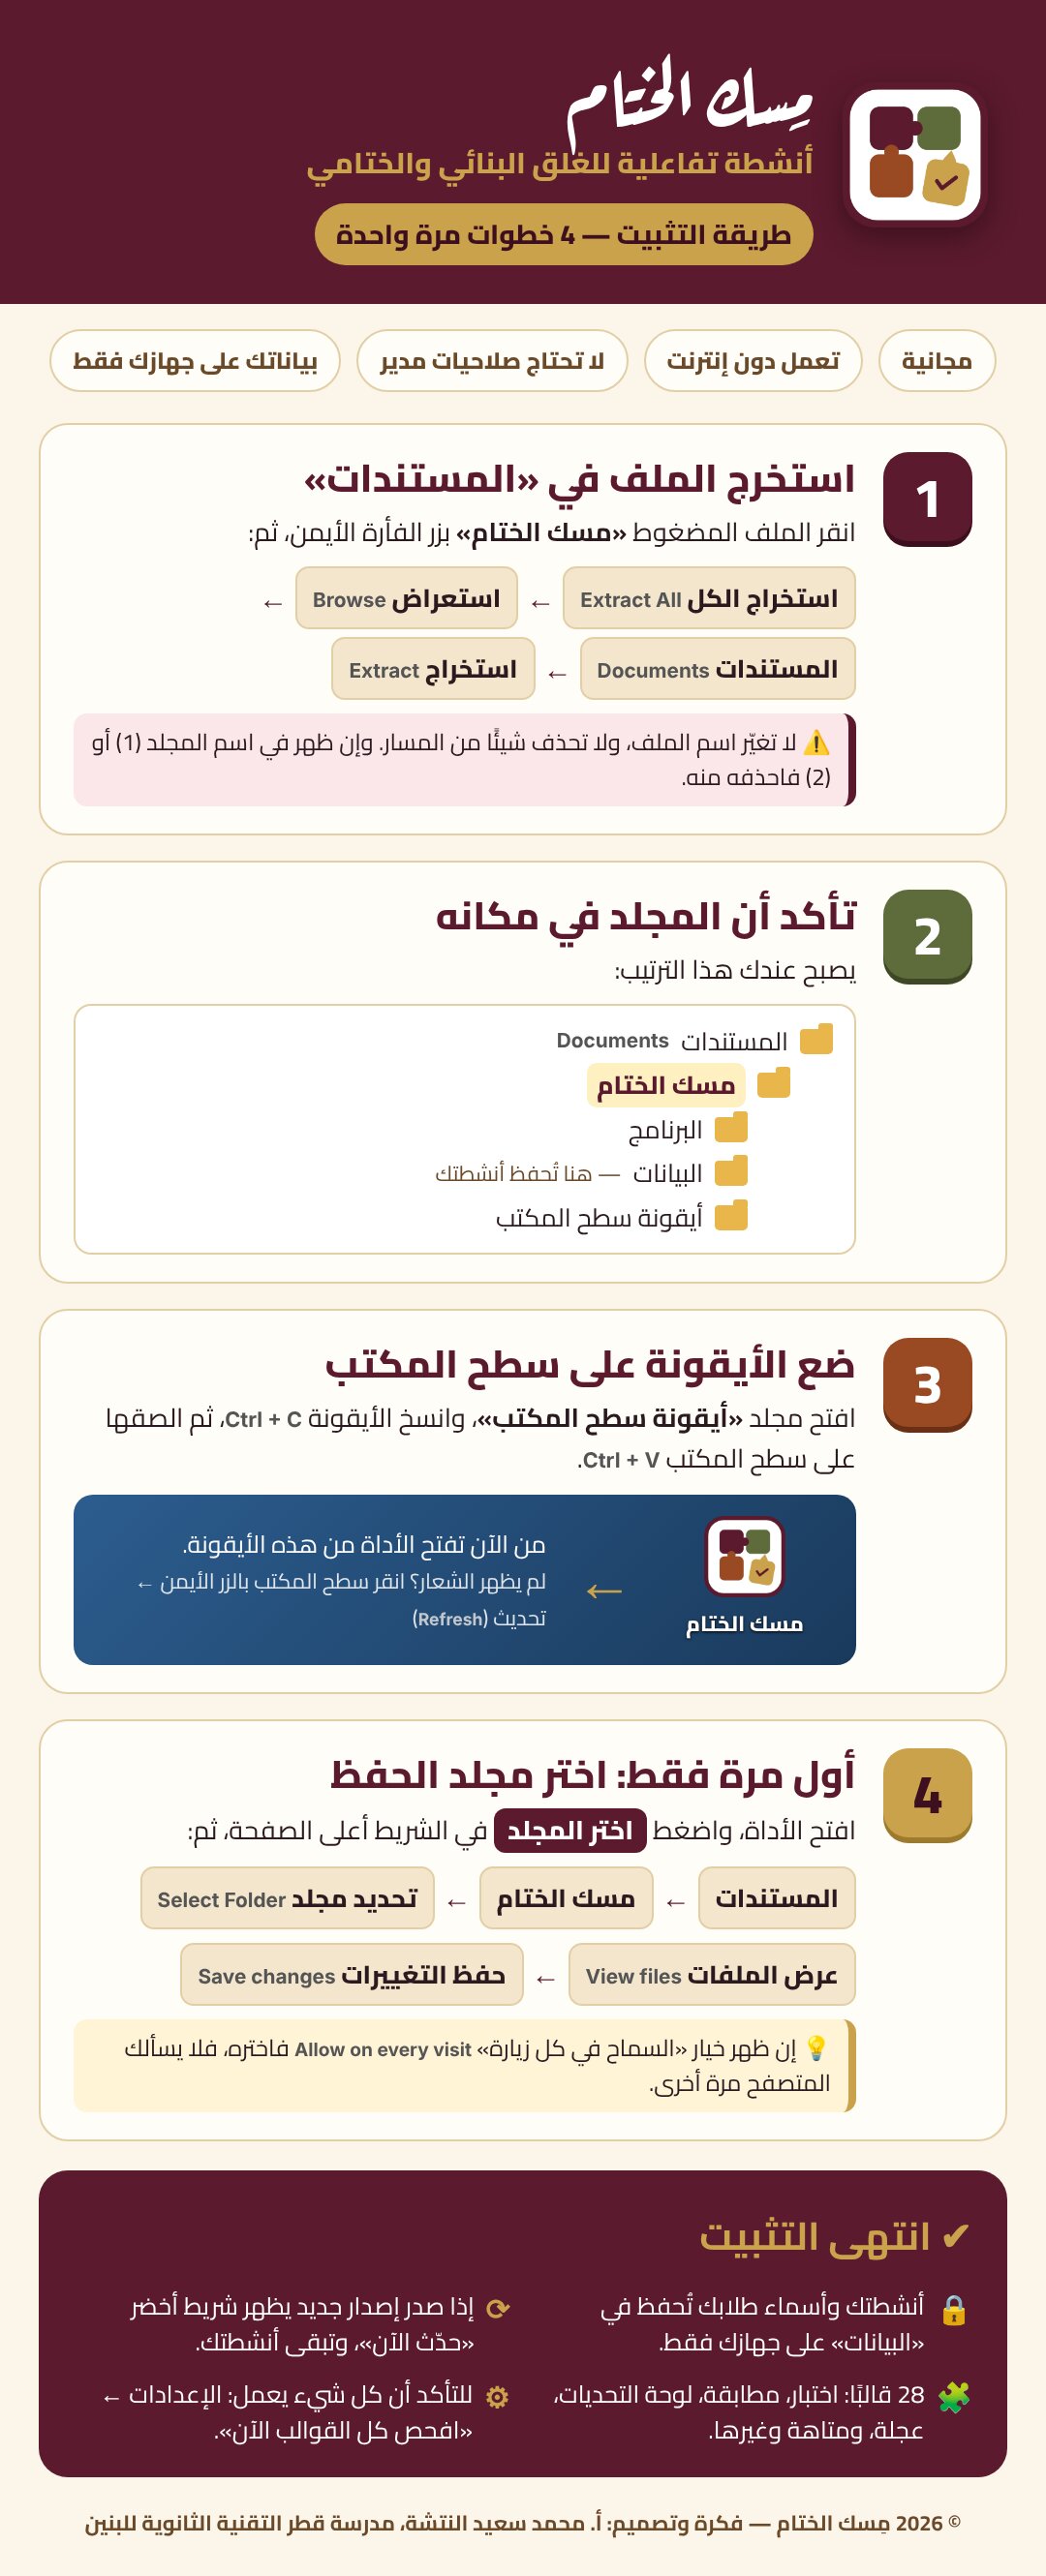 مِسك الختام
أنشطة تفاعلية للغلق البنائي والختامي
طريقة التثبيت — 4 خطوات مرة واحدة
مجانية
تعمل دون إنترنت
لا تحتاج صلاحيات مدير
بياناتك على جهازك فقط
1
استخرج الملف في «المستندات»
انقر الملف المضغوط «مسك الختام» بزر الفأرة الأيمن، ثم:
استخراج الكل Extract All ← استعراض Browse ←
المستندات Documents ← استخراج Extract
⚠️ لا تغيّر اسم الملف، ولا تحذف شيئًا من المسار. وإن ظهر في اسم المجلد (1) أو
(2) فاحذفه منه.
2
تأكد أن المجلد في مكانه
يصبح عندك هذا الترتيب:
المستندات Documents
مسك الختام
البرنامج
البيانات — هنا تُحفظ أنشطتك
أيقونة سطح المكتب
3
ضع الأيقونة على سطح المكتب
افتح مجلد «أيقونة سطح المكتب»، وانسخ الأيقونة Ctrl + C، ثم الصقها
على سطح المكتب Ctrl + V.
مسك الختام
←
من الآن تفتح الأداة من هذه الأيقونة.
لم يظهر الشعار؟ انقر سطح المكتب بالزر الأيمن ←
تحديث (Refresh)
4
أول مرة فقط: اختر مجلد الحفظ
افتح الأداة، واضغط اختر المجلد في الشريط أعلى الصفحة، ثم:
المستندات ← مسك الختام ← تحديد مجلد Select Folder
عرض الملفات View files ← حفظ التغييرات Save changes
💡 إن ظهر خيار «السماح في كل زيارة» Allow on every visit فاختره، فلا يسألك
المتصفح مرة أخرى.
✔ انتهى التثبيت
🔒 أنشطتك وأسماء طلابك تُحفظ في
«البيانات» على جهازك فقط.
⟳ إذا صدر إصدار جديد يظهر شريط أخضر
«حدّث الآن»، وتبقى أنشطتك.
🧩 28 قالبًا: اختبار، مطابقة، لوحة التحديات،
عجلة، ومتاهة وغيرها.
⚙ للتأكد أن كل شيء يعمل: الإعدادات ←
«افحص كل القوالب الآن».
© 2026 مِسك الختام — فكرة وتصميم: أ. محمد سعيد النتشة، مدرسة قطر التقنية الثانوية للبنين